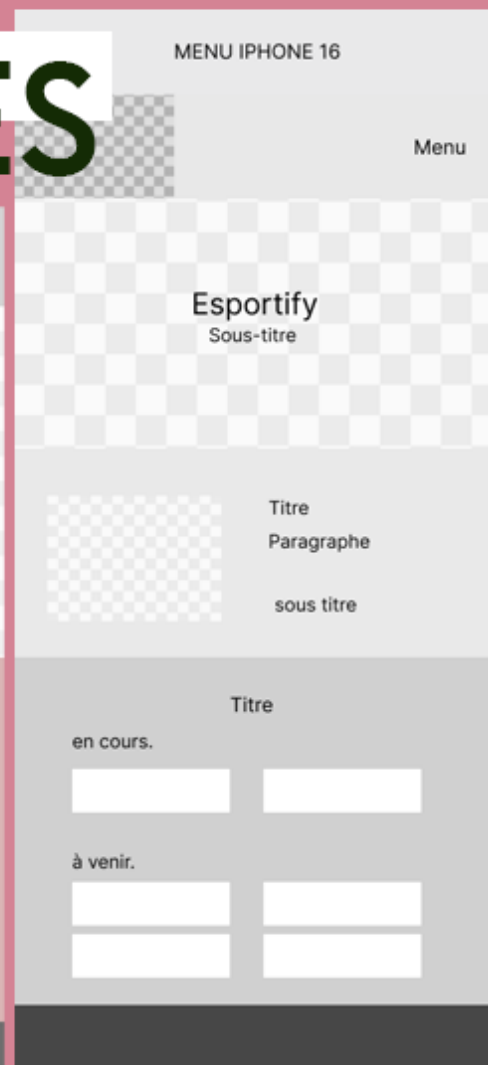 ES
MENU IPHONE 16
Menu
Esportify
Sous-titre
Titre
Paragraphe
sous titre
Titre
en cours.
à venir.